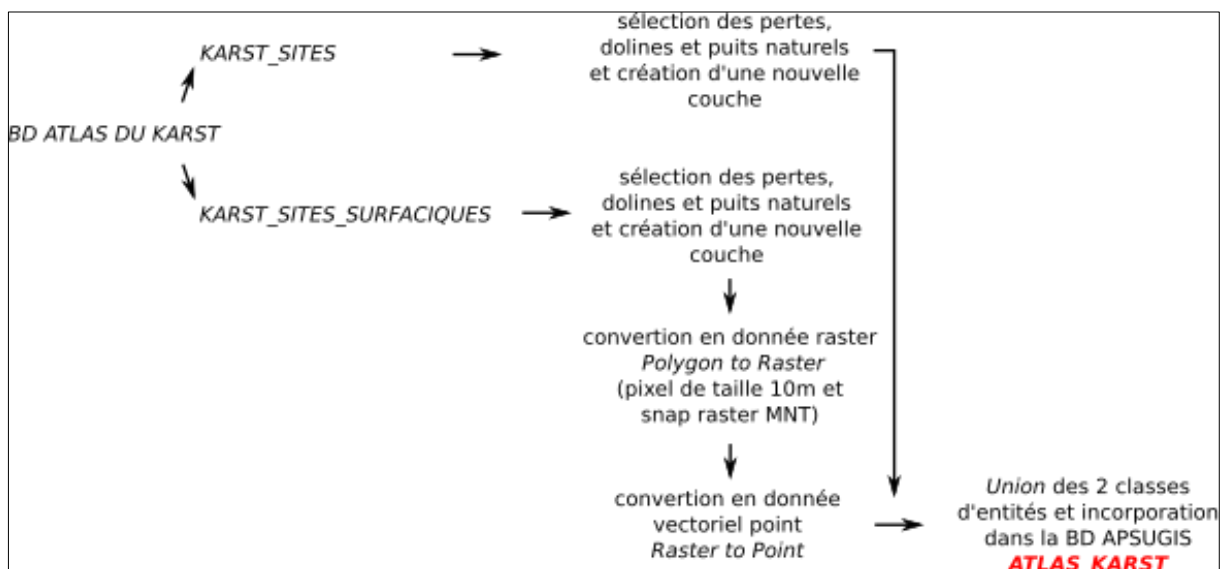 KARST_SITES
sélection des pertes,
dolines et puits naturels
et création d'une nouvelle
couche
BD ATLAS DU KARST
KARST_SITES_SURFACIQUES
sélection des pertes,
dolines et puits naturels
et création d'une nouvelle
couche
convertion en donnée raster
Polygon to Raster
(pixel de taille 10m et
snap raster MNT)
convertion en donnée
vectoriel point
Raster to Point
Union des 2 classes
d'entités et incorporation
dans la BD APSUGIS
ATLAS_KARST